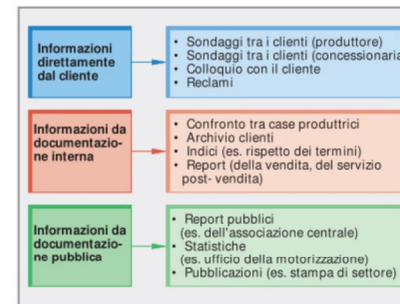 Informazioni
direttamente
dal cliente
• Sondaggi tra i clienti (produttore)
• Sondaggi tra i clienti (concessionaria
• Colloquio con il cliente
• Reclami
Informazioni da
documentazio-
ne interna
• Confronto tra case produttrici
• Archivio clienti
• Indici (es. rispetto dei termini)
• Report (della vendita, del servizio
post- vendita)
Informazioni da
documentazio-
ne pubblica
• Report pubblici
(es. dell'associazione centrale)
• Statistiche
(es. ufficio della motorizzazione)
• Pubblicazioni (es. stampa di settore)